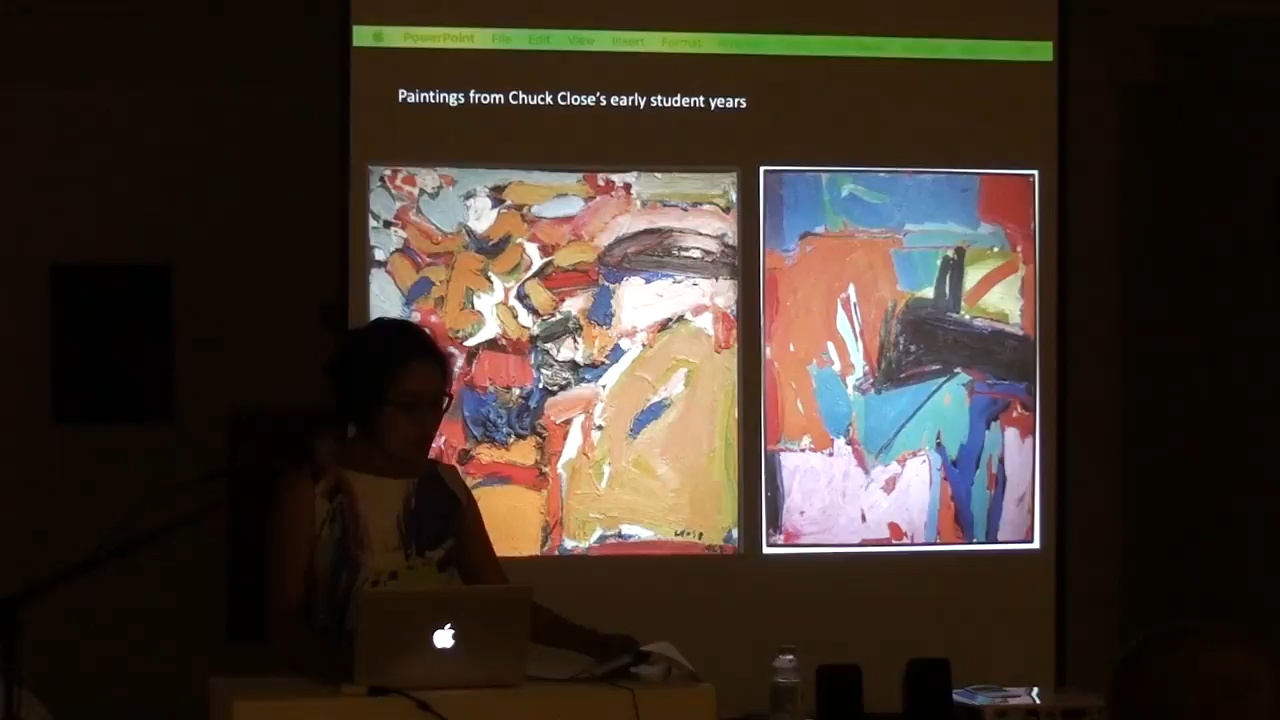 PowerPoint File Edit View Insert Format
Paintings from Chuck Close's early student years